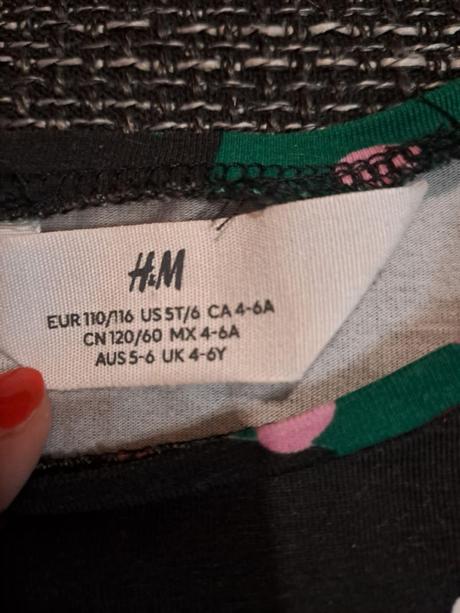 H&M
EUR 110/116 US 5T/6 CA 4-6A
CN 120/60 MX 4-6A
AUS 5-6 UK 4-6Y